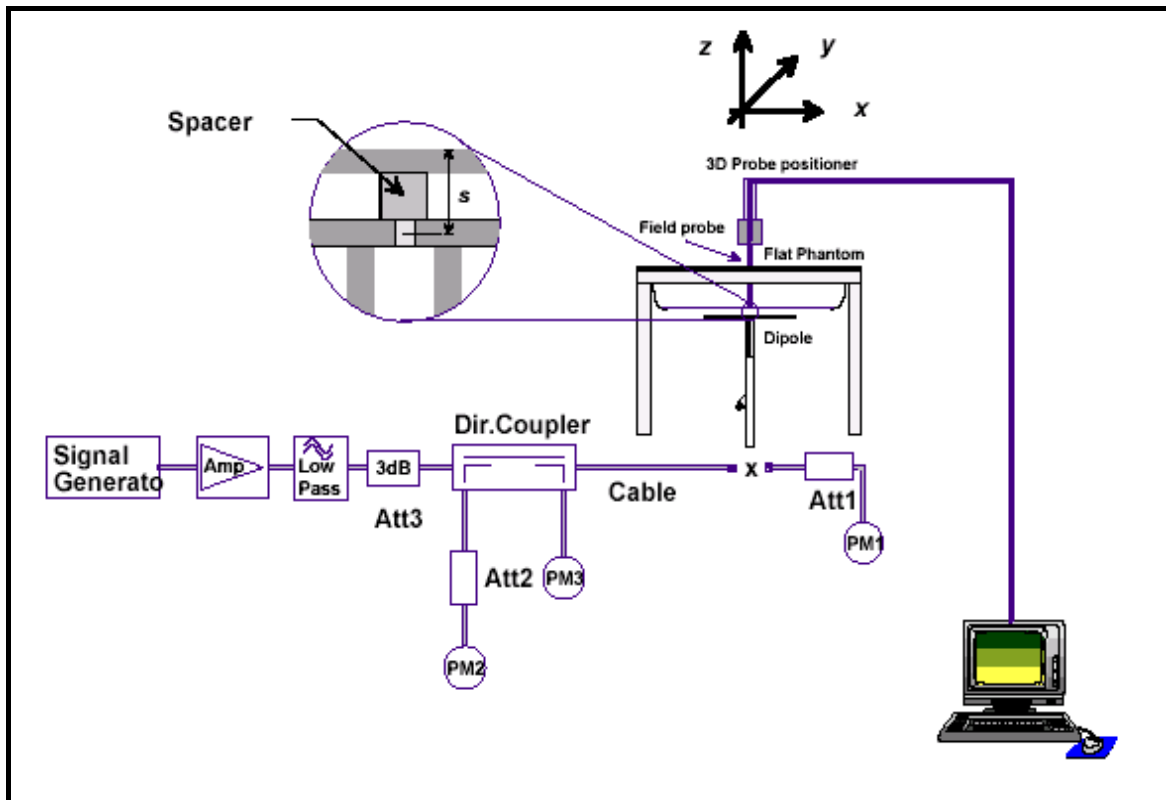 z
y
x
Spacer
s
3D Probe positioner
Field probe
Flat Phantom
Dipole
Dir.Coupler
Signal
Generato
Amp
Low
Pass
3dB
Att3
Cable
x
Att1
PM1
Att2
PM3
PM2